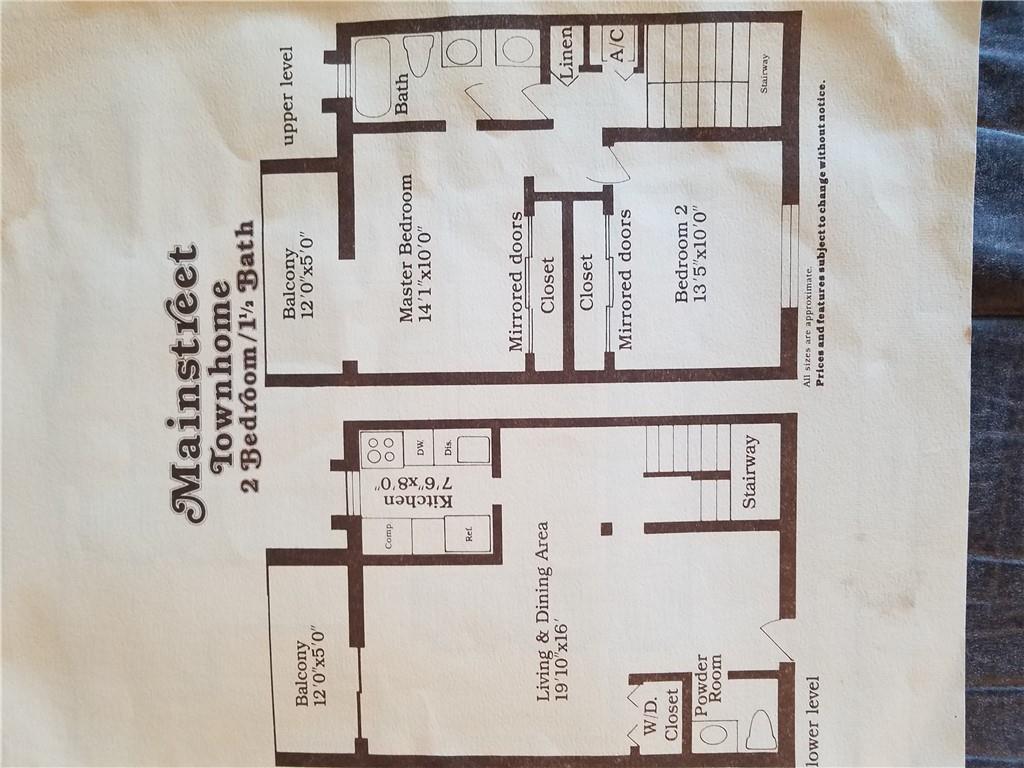 Mainstreet
Townhome
2 Bedroom/1½ Bath
Balcony
12'0"x5'0"
Comp.
Kitchen
7'6"x8'0"
DW.
Ref.
Dis.
Living & Dining Area
19'10"x16'
W/D.
Closet
Powder
Room
Stairway
lower level
upper level
Balcony
12'0"x5'0"
Bath
Master Bedroom
14'1"x10'0"
Mirrored doors
Closet
Linen
A/C
Closet
Mirrored doors
Bedroom 2
13'5"x10'0"
Stairway
All sizes are approximate.
Prices and features subject to change without notice.